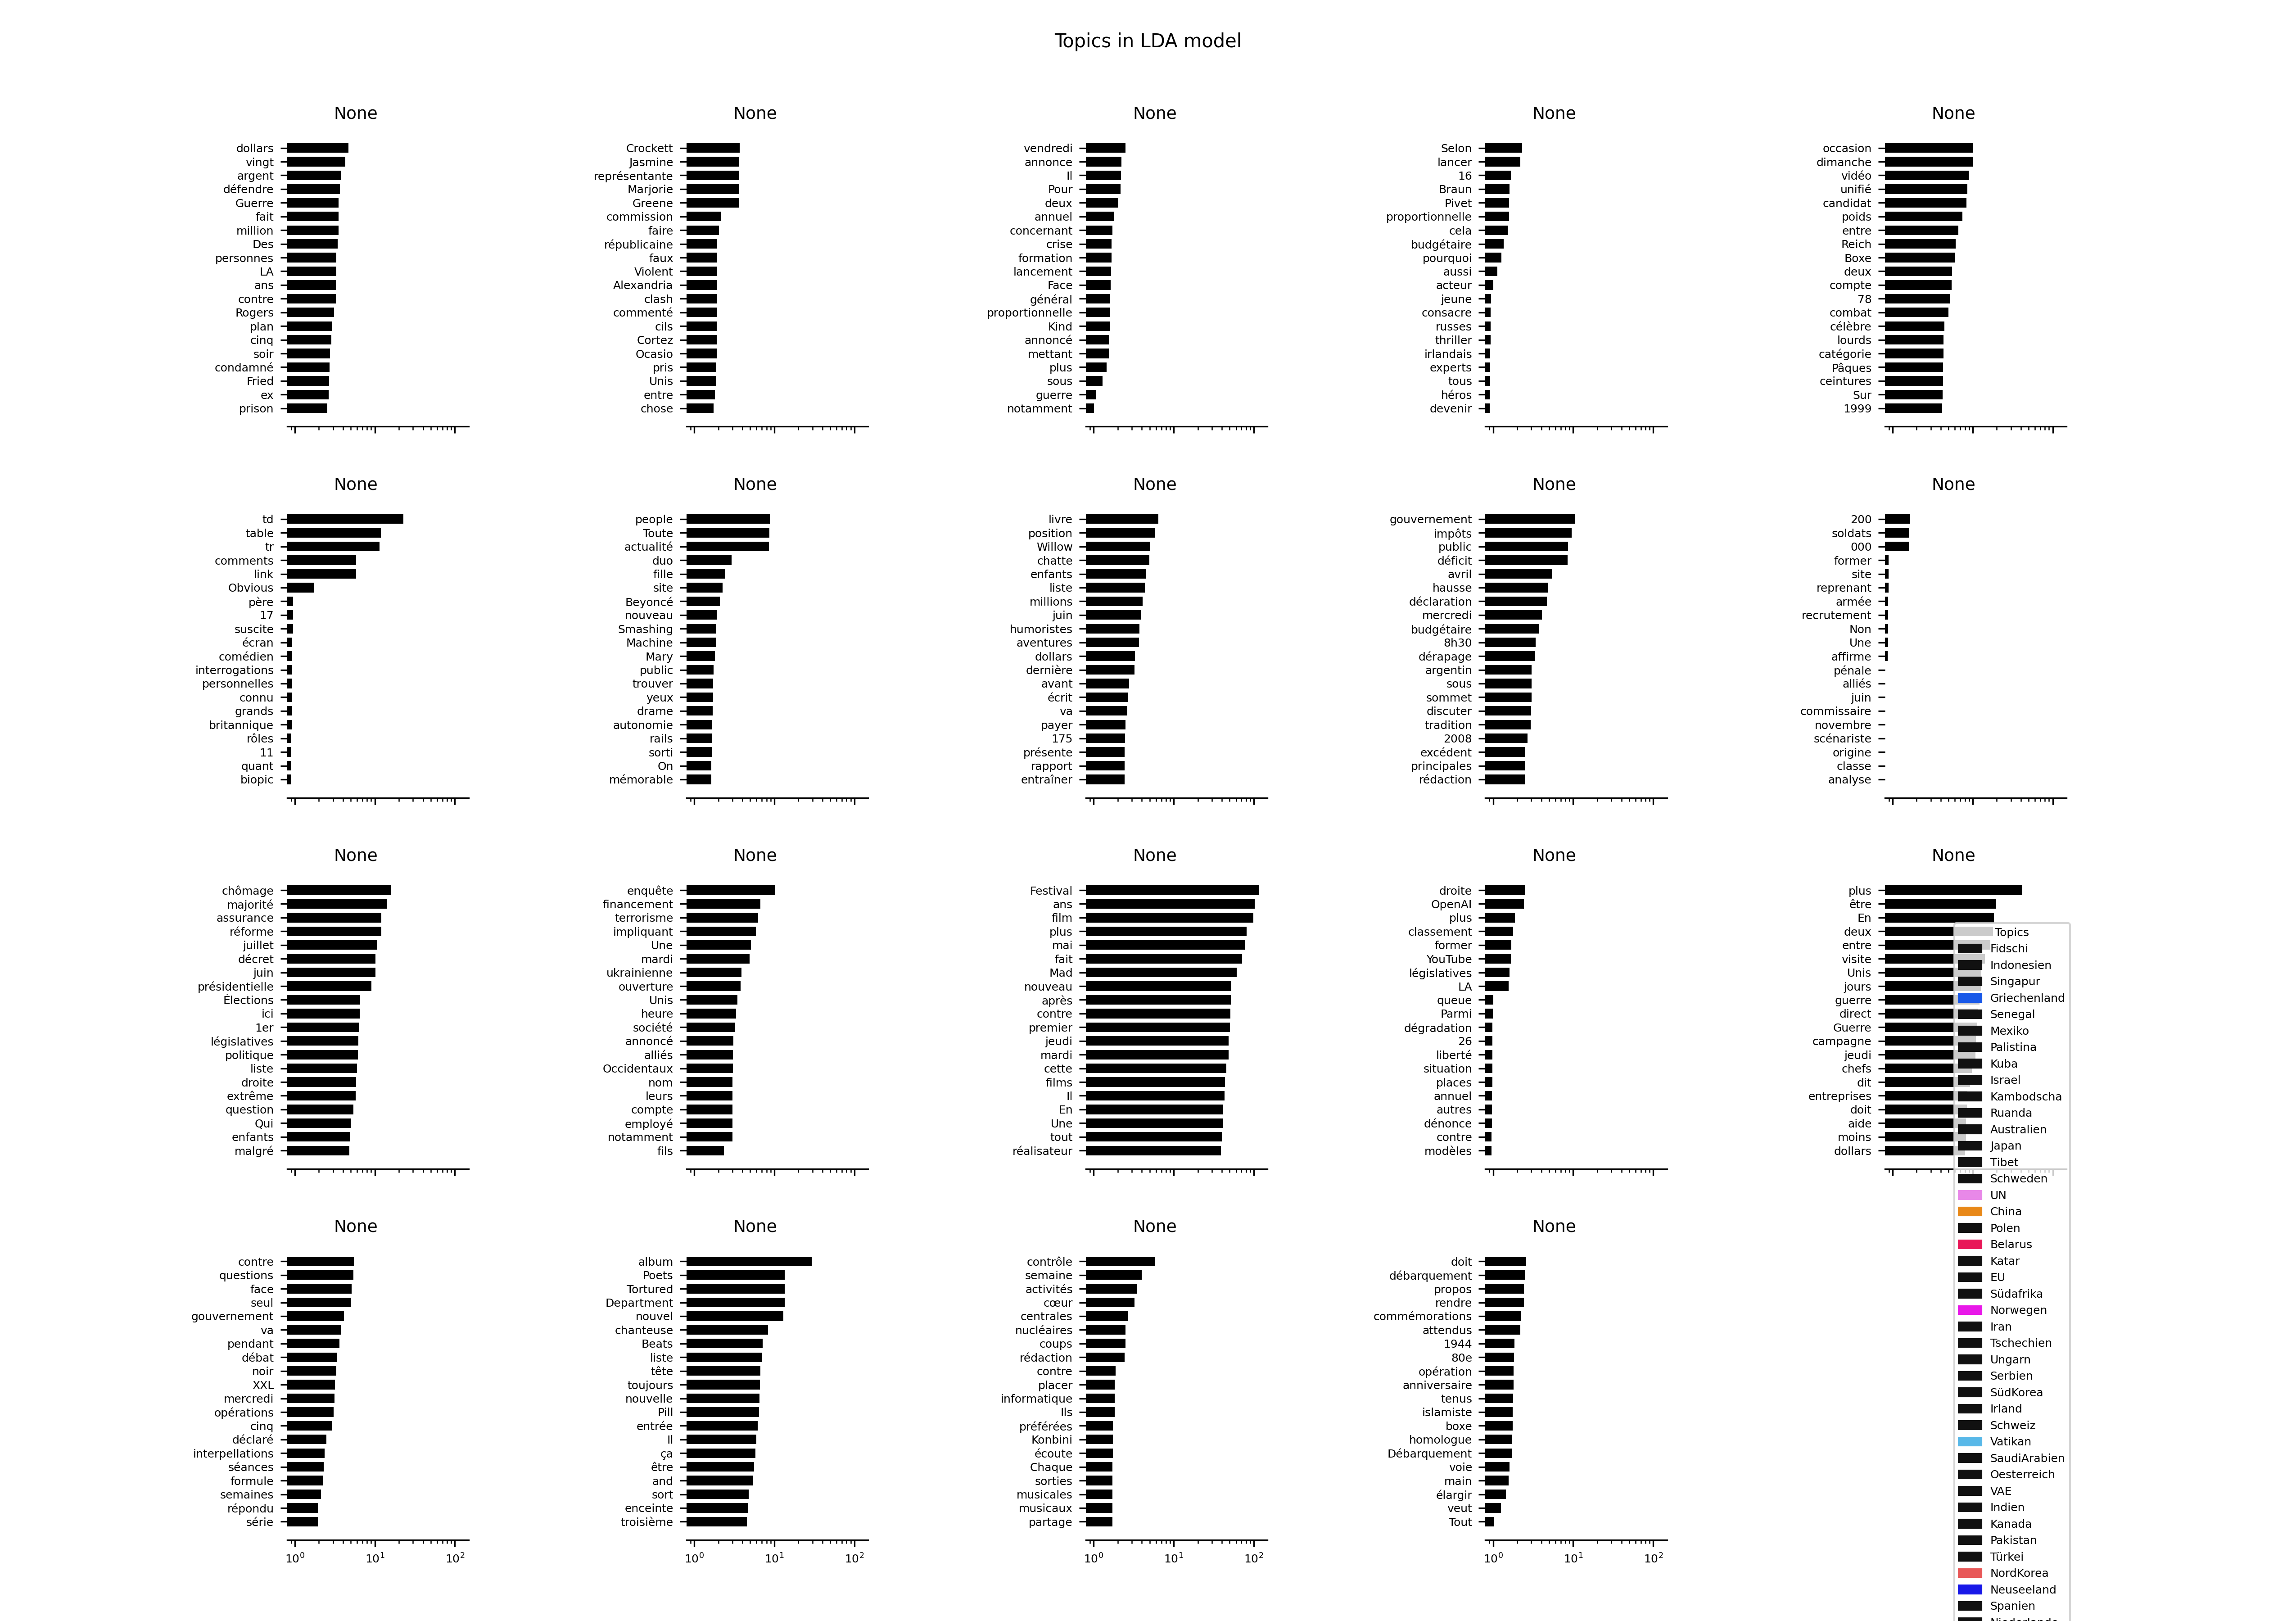 Topics in LDA model
None
dollars
vingt
argent
défendre
Guerre
fait
million
Des
personnes
LA
ans
contre
Rogers
plan
cinq
soir
condamné
Fried
ex
prison
None
Crockett
Jasmine
représentante
Marjorie
Greene
commission
faire
républicaine
faux
Violent
Alexandria
clash
commenté
cils
Cortez
Ocasio
pris
Unis
entre
chose
None
vendredi
annonce
Il
Pour
deux
annuel
concernant
crise
formation
lancement
Face
général
proportionnelle
Kind
annoncé
mettant
plus
sous
guerre
notamment
None
Selon
lancer
16
Braun
Pivet
proportionnelle
cela
budgétaire
pourquoi
aussi
acteur
jeune
consacre
russes
thriller
irlandais
experts
tous
héros
devenir
None
occasion
dimanche
vidéo
unifié
candidat
poids
entre
Reich
Boxe
deux
compte
78
combat
célèbre
lourds
catégorie
Pâques
ceintures
Sur
1999
None
td
table
tr
comments
link
Obvious
père
17
suscite
écran
comédien
interrogations
personnelles
connu
grands
britannique
rôles
11
quant
biopic
None
people
Toute
actualité
duo
fille
site
Beyoncé
nouveau
Smashing
Machine
Mary
public
trouver
yeux
drame
autonomie
rails
sorti
On
mémorable
None
livre
position
Willow
chatte
enfants
liste
millions
juin
humoristes
aventures
dollars
dernière
avant
écrit
va
payer
175
présente
rapport
entraîner
None
gouvernement
impôts
public
déficit
avril
hausse
déclaration
mercredi
budgétaire
8h30
dérapage
argentin
sous
sommet
discuter
tradition
2008
excédent
principales
rédaction
None
200
soldats
000
former
site
reprenant
armée
recrutement
Non
Une
affirme
pénale
alliés
juin
commissaire
novembre
scénariste
origine
classe
analyse
None
chômage
majorité
assurance
réforme
juillet
décret
juin
présidentielle
Élections
ici
1er
législatives
politique
liste
droite
extrême
question
Qui
enfants
malgré
None
enquête
financement
terrorisme
impliquant
Une
mardi
ukrainienne
ouverture
Unis
heure
société
annoncé
alliés
Occidentaux
nom
leurs
compte
employé
notamment
fils
None
Festival
ans
film
plus
mai
fait
Mad
nouveau
après
contre
premier
jeudi
mardi
cette
films
Il
En
Une
tout
réalisateur
None
droite
OpenAI
plus
classement
former
YouTube
législatives
LA
queue
Parmi
dégradation
26
liberté
situation
places
annuel
autres
dénonce
contre
modèles
None
plus
être
En
deux
entre
visite
Unis
jours
guerre
direct
Guerre
campagne
jeudi
chefs
dit
entreprises
doit
aide
moins
dollars
None
contre
questions
face
seul
gouvernement
va
pendant
débat
noir
XXL
mercredi
opérations
cinq
déclaré
interpellations
séances
formule
semaines
répondu
série
10⁰ 10¹ 10²
None
album
Poets
Tortured
Department
nouvel
chanteuse
Beats
liste
tête
toujours
nouvelle
Pill
entrée
Il
ça
être
and
sort
enceinte
troisième
10⁰ 10¹ 10²
None
contrôle
semaine
activités
cœur
centrales
nucléaires
coups
rédaction
contre
placer
informatique
Ils
préférées
Konbini
écoute
Chaque
sorties
musicales
musicaux
partage
10⁰ 10¹ 10²
None
doit
débarquement
propos
rendre
commémorations
attendus
1944
80e
opération
anniversaire
tenus
islamiste
boxe
homologue
Débarquement
voie
main
élargir
veut
Tout
10⁰ 10¹ 10²
Topics
Fidschi
Indonesien
Singapur
Griechenland
Senegal
Mexiko
Palistina
Kuba
Israel
Kambodscha
Ruanda
Australien
Japan
Tibet
Schweden
UN
China
Polen
Belarus
Katar
EU
Südafrika
Norwegen
Iran
Tschechien
Ungarn
Serbien
SüdKorea
Irland
Schweiz
Vatikan
SaudiArabien
Oesterreich
VAE
Indien
Kanada
Pakistan
Türkei
NordKorea
Neuseeland
Spanien